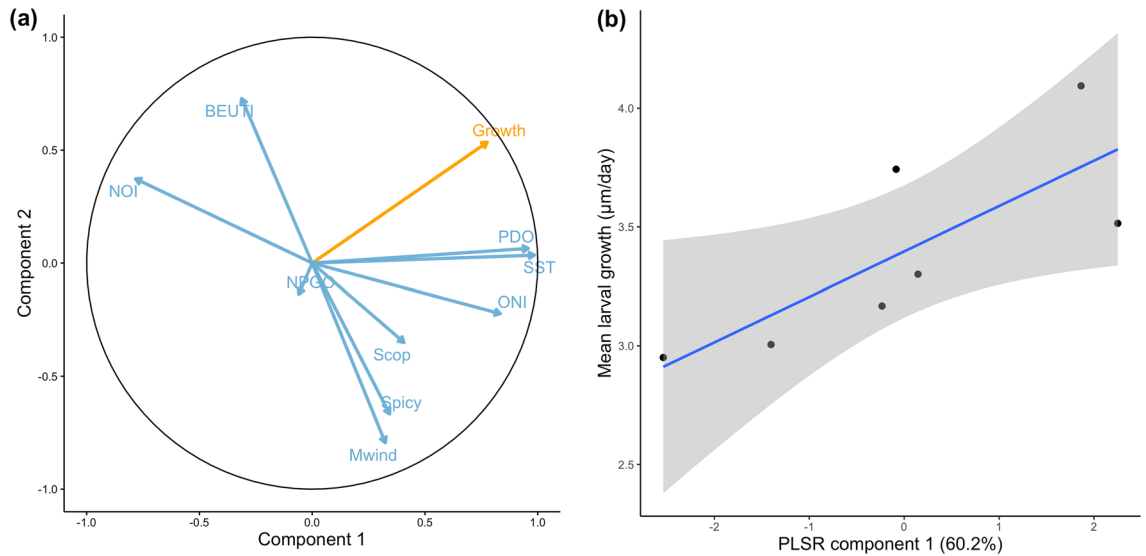 (a)
1.0
0.5
0.0
-0.5
-1.0
Component 2
BEUTI
Growth
NOI
PDO
SST
NPGO
ONI
Scop
Spicy
Mwind
-1.0
-0.5
0.0
0.5
1.0
Component 1
(b)
4.0
3.5
3.0
2.5
Mean larval growth (μm/day)
-2
-1
0
1
2
PLSR component 1 (60.2%)